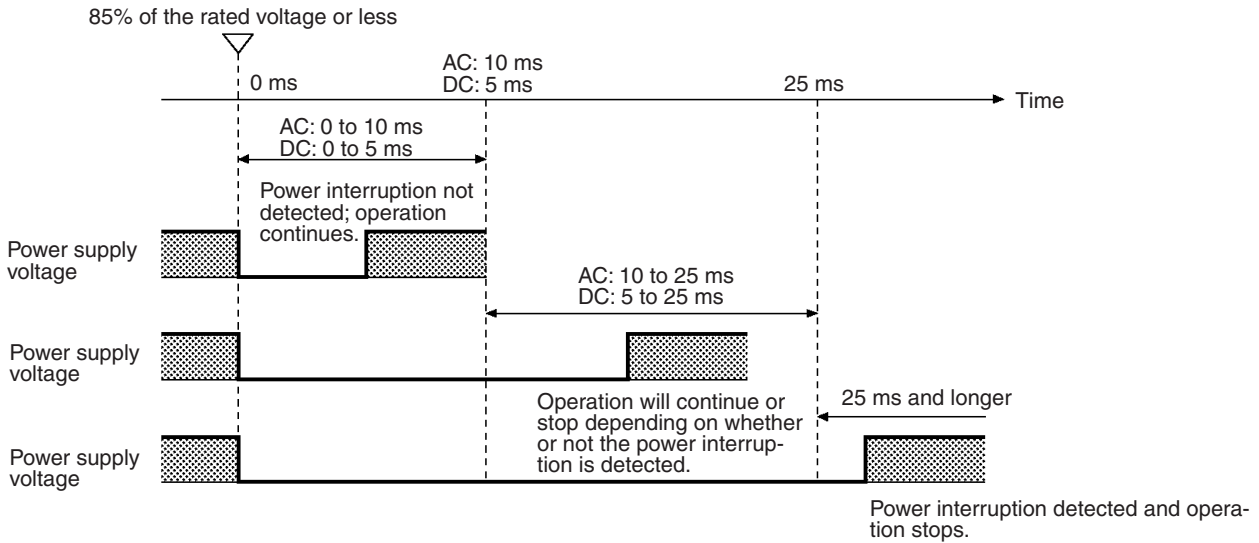 85% of the rated voltage or less
0 ms
AC: 10 ms
DC: 5 ms
25 ms
Time
AC: 0 to 10 ms
DC: 0 to 5 ms
Power interruption not
detected; operation
continues.
Power supply
voltage
AC: 10 to 25 ms
DC: 5 to 25 ms
Power supply
voltage
Operation will continue or
stop depending on whether
or not the power interrup-
tion is detected.
25 ms and longer
Power supply
voltage
Power interruption detected and opera-
tion stops.